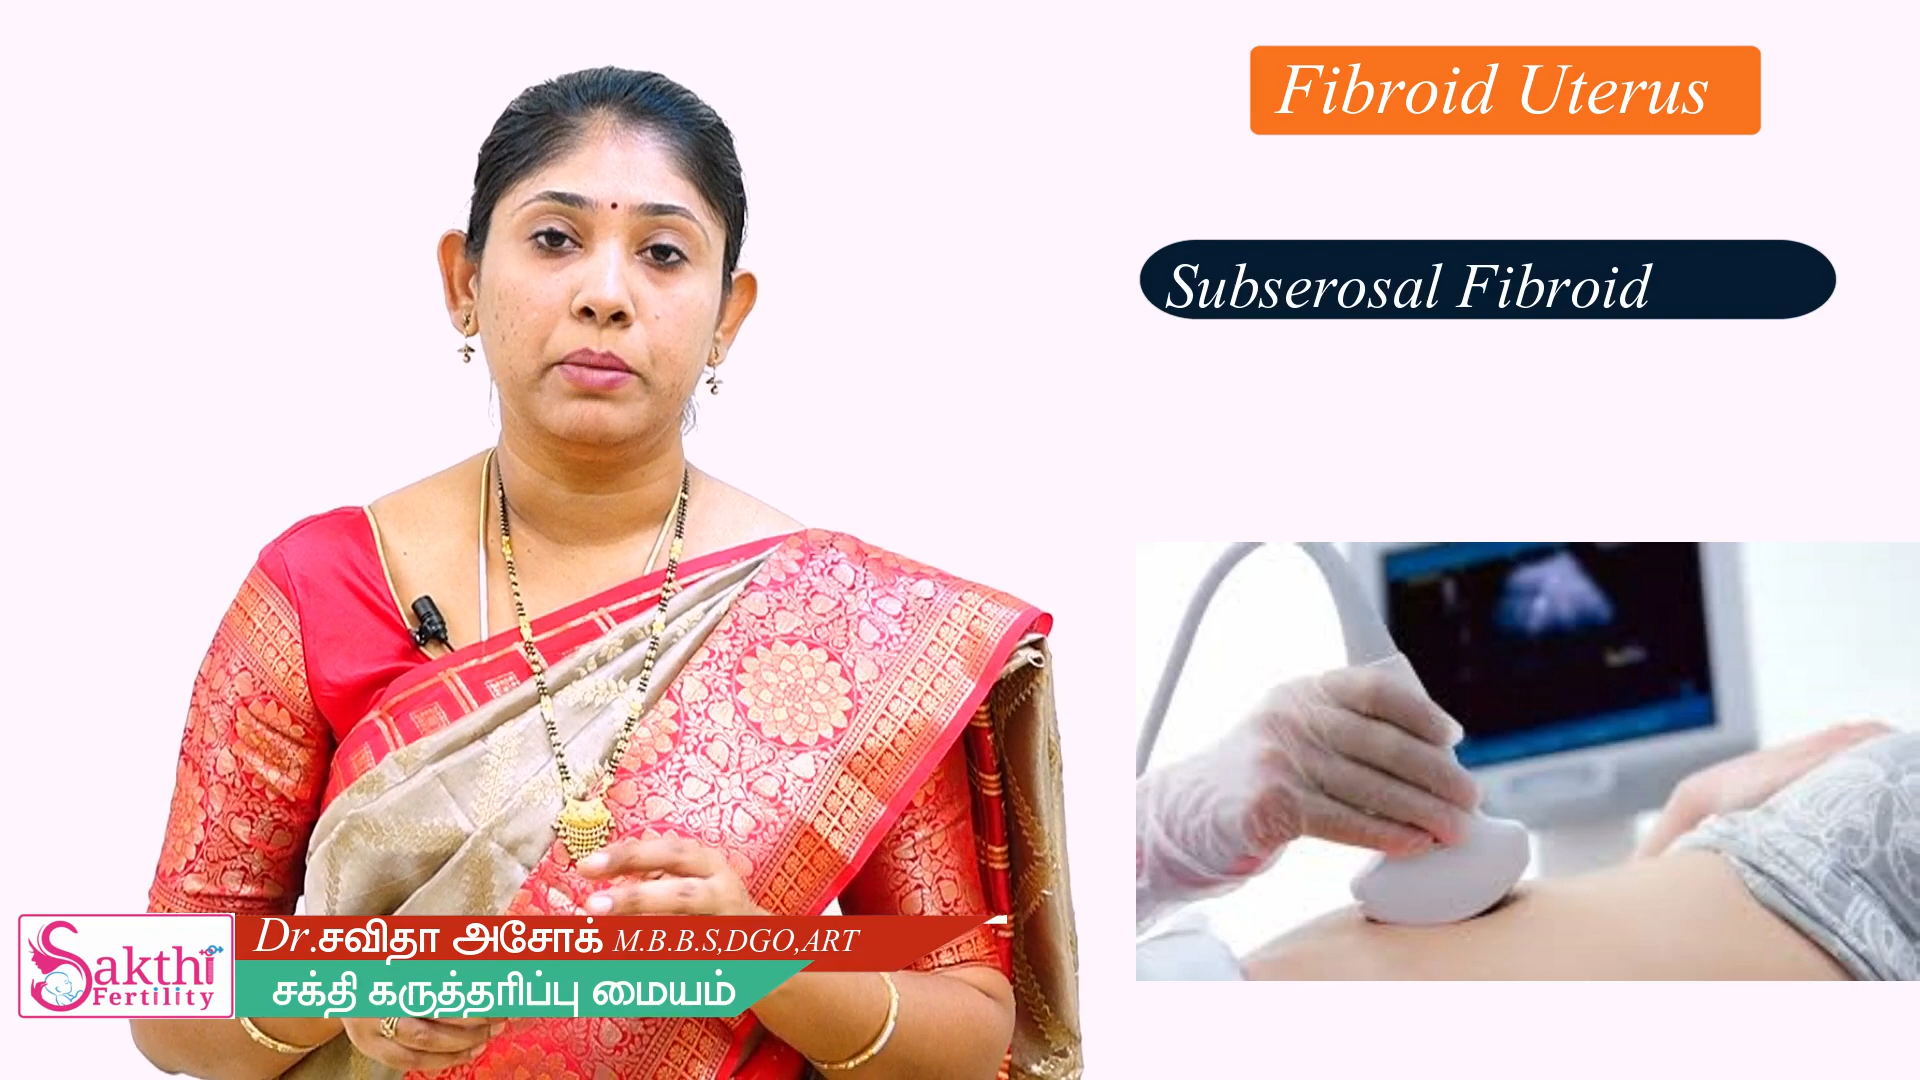 Fibroid Uterus
Subserosal Fibroid
Sakthi
Fertility
Dr.சவிதா அசோக் M.B.B.S,DGO,ART
சக்தி கருத்தரிப்பு மையம்